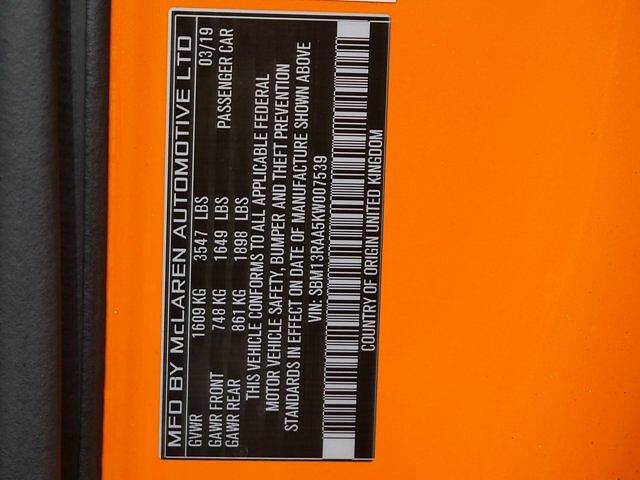 MFD BY McLAREN AUTOMOTIVE LTD
GVWR 1609 KG 3547 LBS 03/19
GAWR FRONT 748 KG 1649 LBS PASSENGER CAR
GAWR REAR 861 KG 1898 LBS
THIS VEHICLE CONFORMS TO ALL APPLICABLE FEDERAL
MOTOR VEHICLE SAFETY, BUMPER AND THEFT PREVENTION
STANDARDS IN EFFECT ON DATE OF MANUFACTURE SHOWN ABOVE
VIN: SBM13RAA5KW007539
COUNTRY OF ORIGIN UNITED KINGDOM